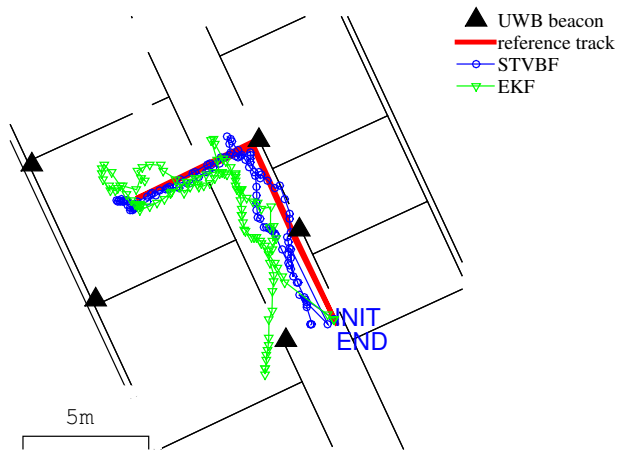 UWB beacon
reference track
STVBF
EKF
INIT
END
5m